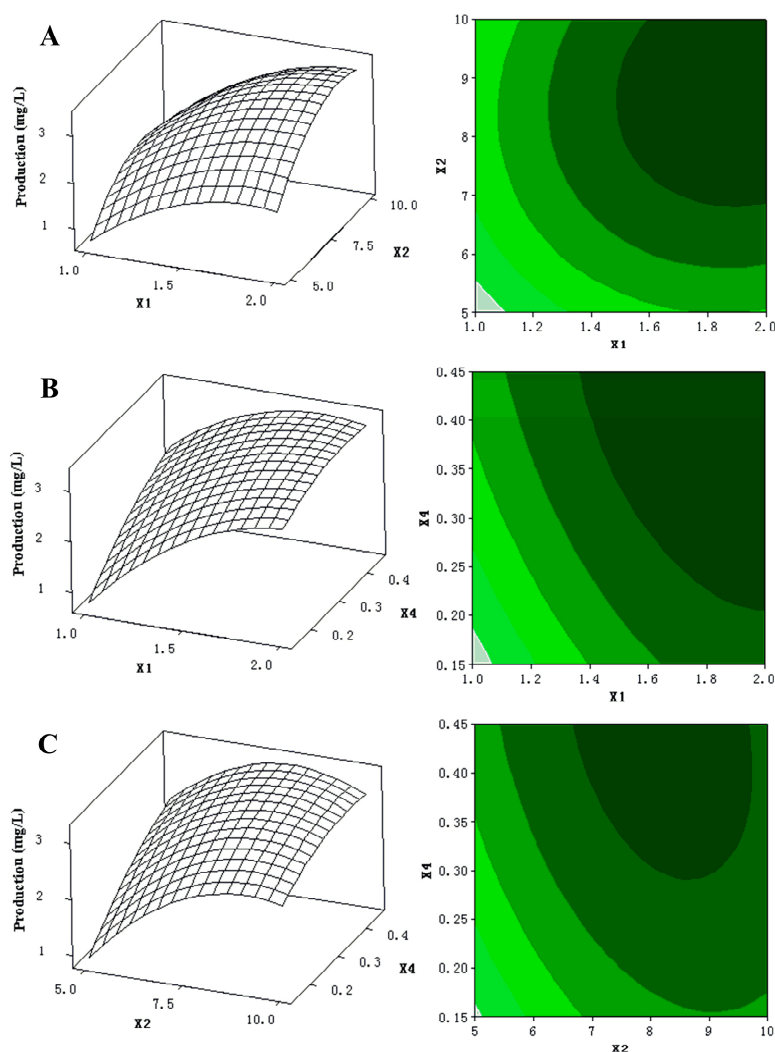 A
Production (mg/L)
3
2
1
1.0
1.5
2.0
X1
5.0
7.5
10.0
X2
10
9
8
7
6
5
X2
1.0 1.2 1.4 1.6 1.8 2.0
X1
B
Production (mg/L)
3
2
1
1.0
1.5
2.0
X1
0.2
0.3
0.4
X4
0.45
0.40
0.35
0.30
0.25
0.20
0.15
X4
1.0 1.2 1.4 1.6 1.8 2.0
X1
C
Production (mg/L)
3
2
1
5.0
7.5
10.0
X2
0.2
0.3
0.4
X4
0.45
0.40
0.35
0.30
0.25
0.20
0.15
X4
5 6 7 8 9 10
X2